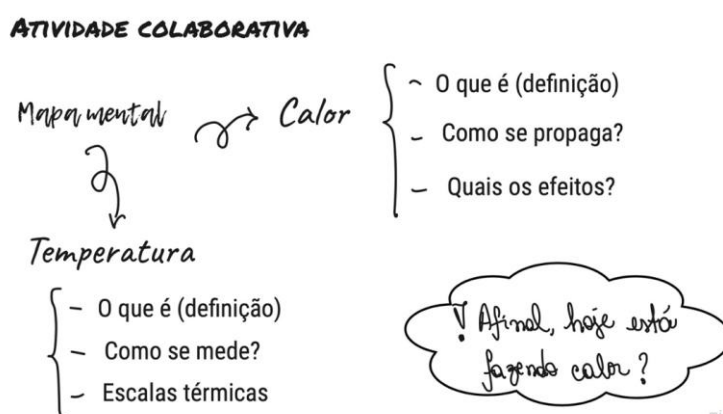 ATIVIDADE COLABORATIVA
Mapa mental
Calor
- O que é (definição)
- Como se propaga?
- Quais os efeitos?
Temperatura
- O que é (definição)
- Como se mede?
- Escalas térmicas
! Afinal, hoje está
fazendo calor?